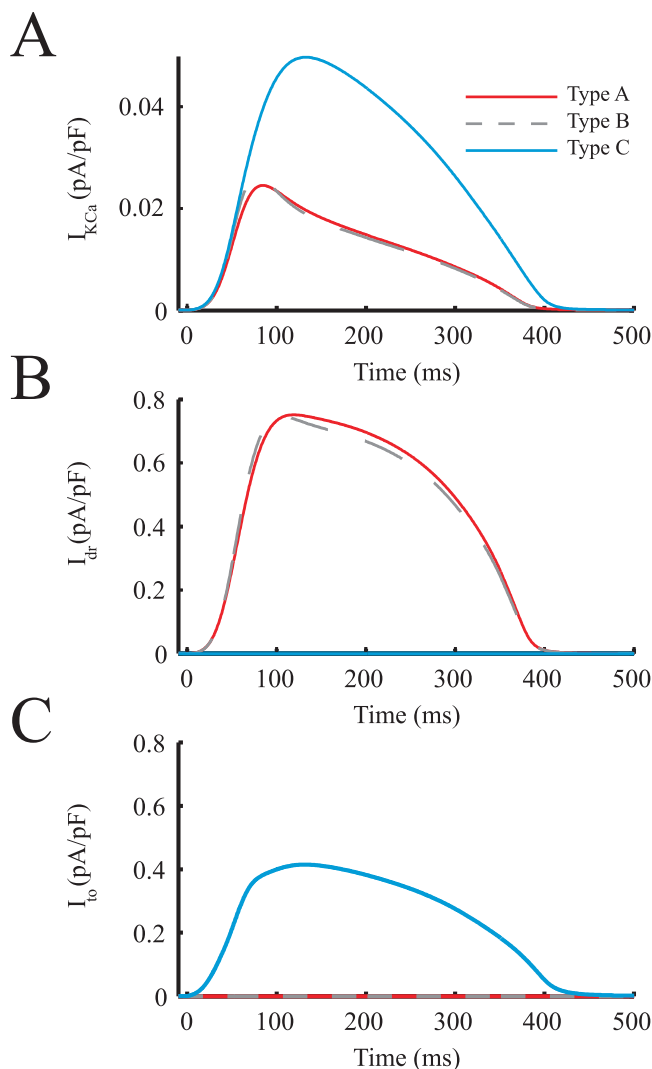 A
I_KCa (pA/pF)
0.04
0.02
0
Type A
Type B
Type C
0 100 200 300 400 500
Time (ms)
B
I_dr (pA/pF)
0.8
0.6
0.4
0.2
0
0 100 200 300 400 500
Time (ms)
C
I_to (pA/pF)
0.8
0.6
0.4
0.2
0
0 100 200 300 400 500
Time (ms)